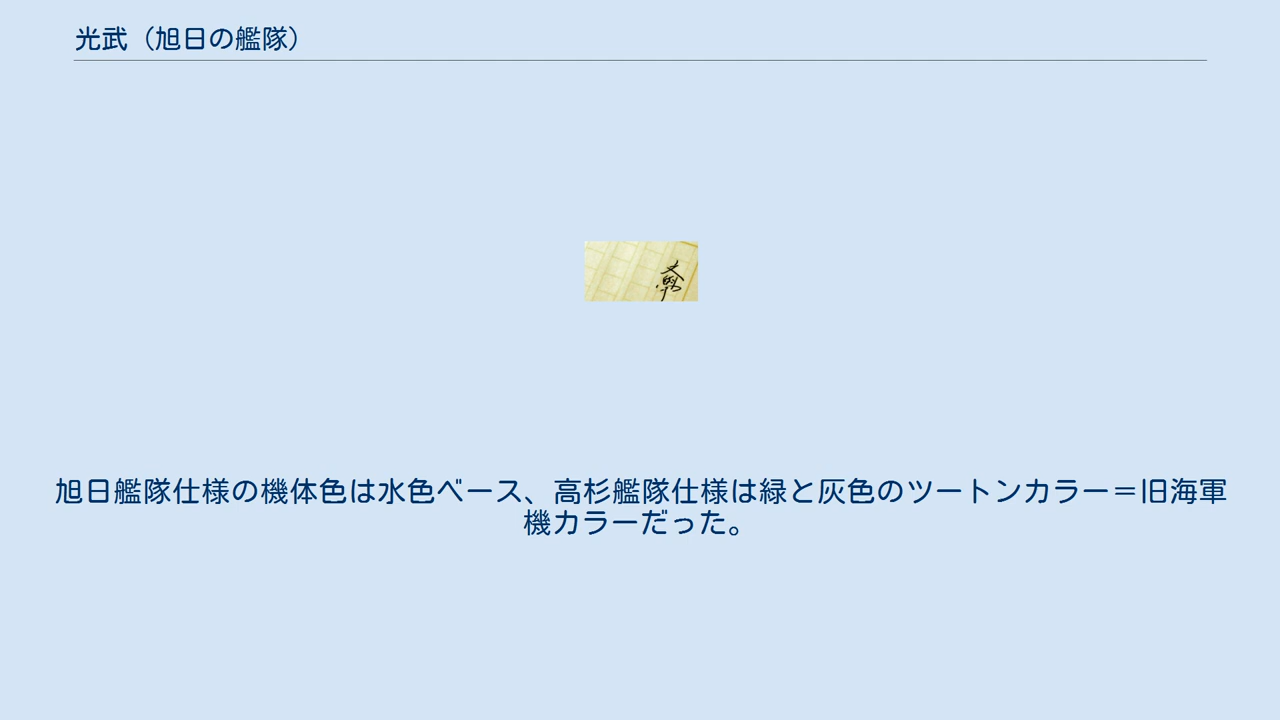 光武（旭日の艦隊）
旭日艦隊仕様の機体色は水色ベース、高杉艦隊仕様は緑と灰色のツートンカラー＝旧海軍
機カラーだった。